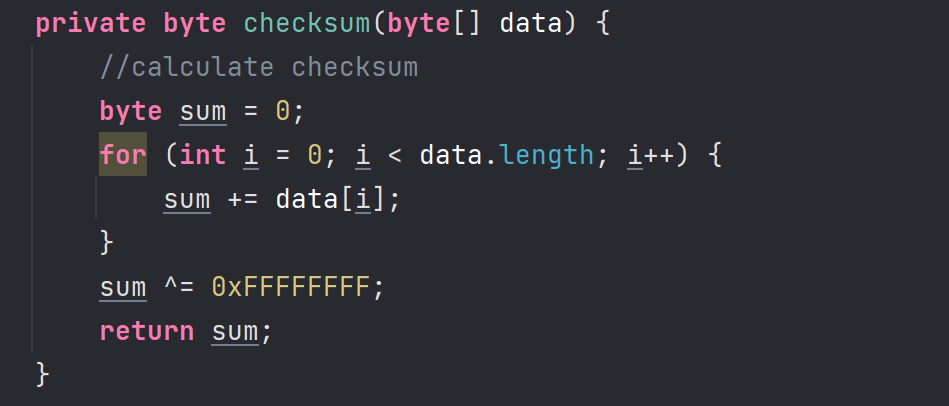 private byte checksum(byte[] data) {
    //calculate checksum
    byte sum = 0;
    for (int i = 0; i < data.length; i++) {
        sum += data[i];
    }
    sum ^= 0xFFFFFFFF;
    return sum;
}